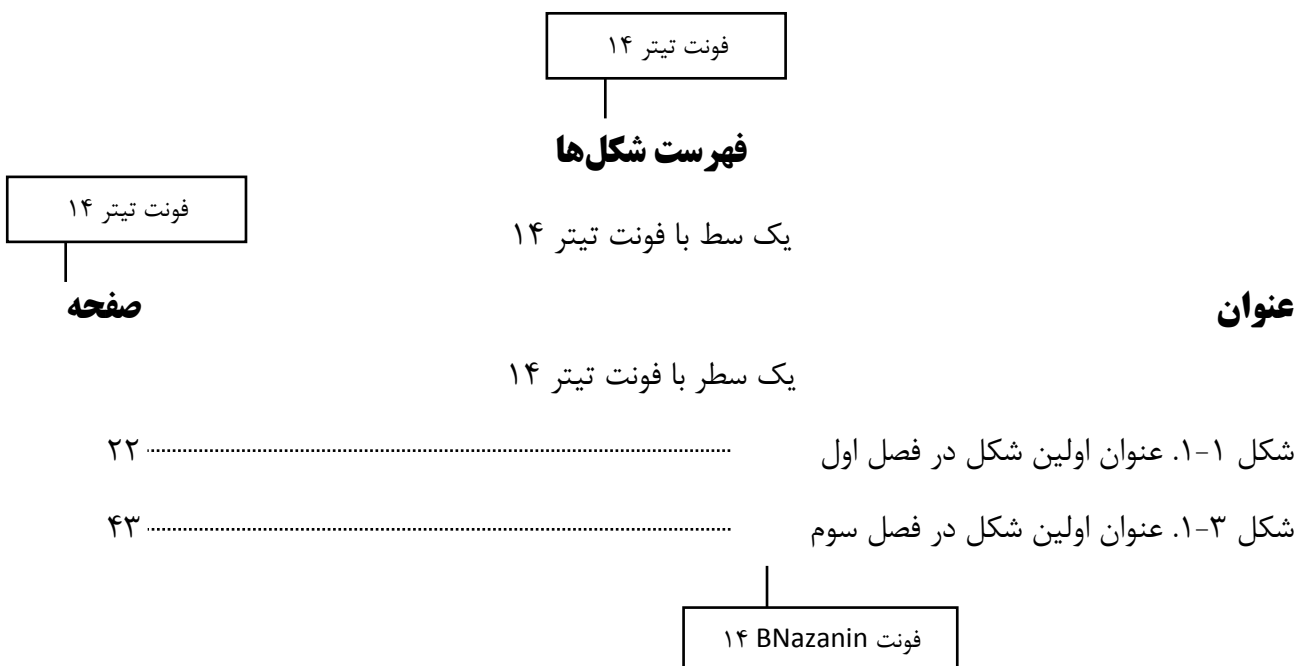 فونت تیتر ۱۴
فهرست شکل‌ها
فونت تیتر ۱۴
یک سط با فونت تیتر ۱۴
عنوان صفحه
یک سطر با فونت تیتر ۱۴
شکل ۱-۱. عنوان اولین شکل در فصل اول ........ ۲۲
شکل ۳-۱. عنوان اولین شکل در فصل سوم ........ ۴۳
فونت BNazanin ۱۴